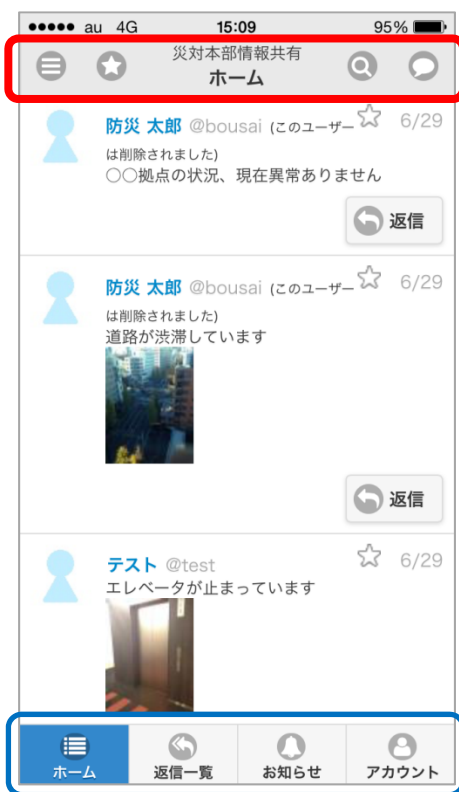 au 4G 15:09 95%
災対本部情報共有
ホーム
防災 太郎 @bousai (このユーザー 6/29
は削除されました)
○○拠点の状況、現在異常ありません
返信
防災 太郎 @bousai (このユーザー 6/29
は削除されました)
道路が渋滞しています
返信
テスト @test 6/29
エレベータが止まっています
ホーム 返信一覧 お知らせ アカウント